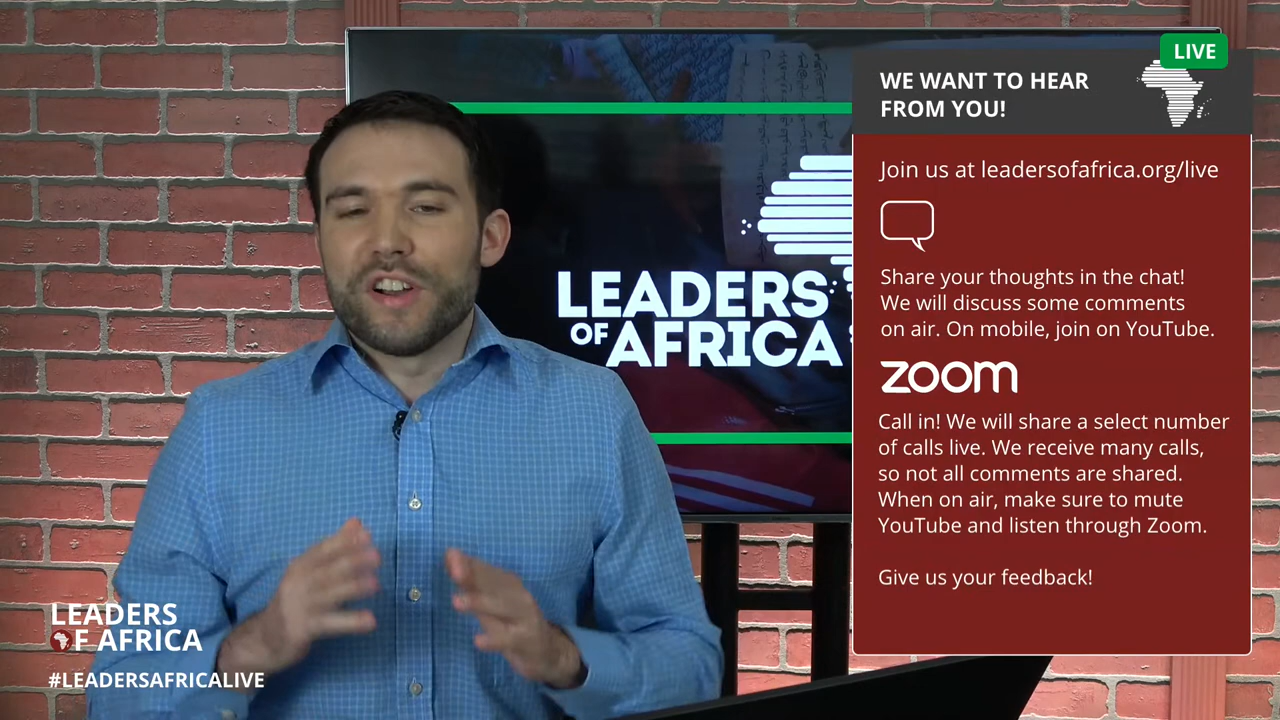 LIVE
WE WANT TO HEAR
FROM YOU!
Join us at leadersofafrica.org/live
Share your thoughts in the chat!
We will discuss some comments
on air. On mobile, join on YouTube.
zoom
Call in! We will share a select number
of calls live. We receive many calls,
so not all comments are shared.
When on air, make sure to mute
YouTube and listen through Zoom.
Give us your feedback!
LEADERS
OF AFRICA
LEADERS
OF AFRICA
#LEADERSAFRICALIVE